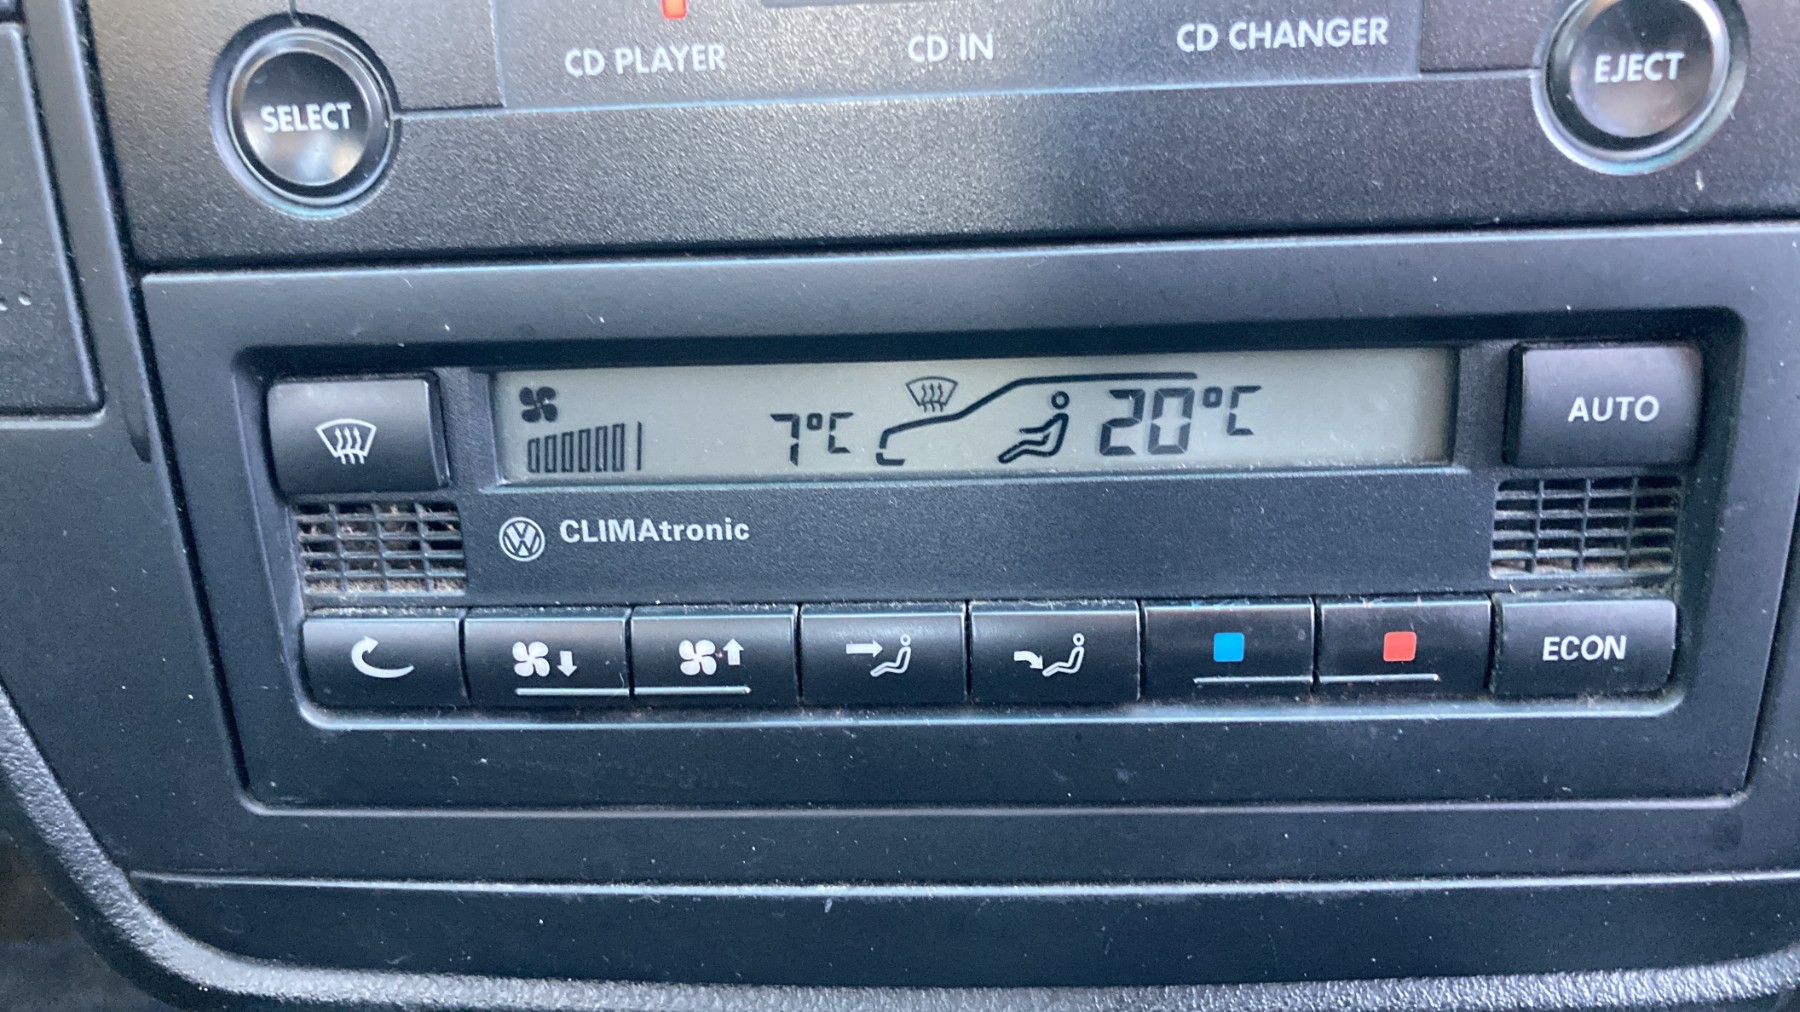 CD PLAYER CD IN CD CHANGER
SELECT
EJECT
7°C 20°C
AUTO
CLIMAtronic
ECON